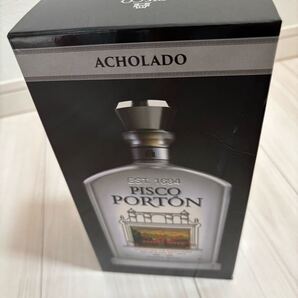 ACHOLADO
EST. 1684
PISCO
PORTÓN